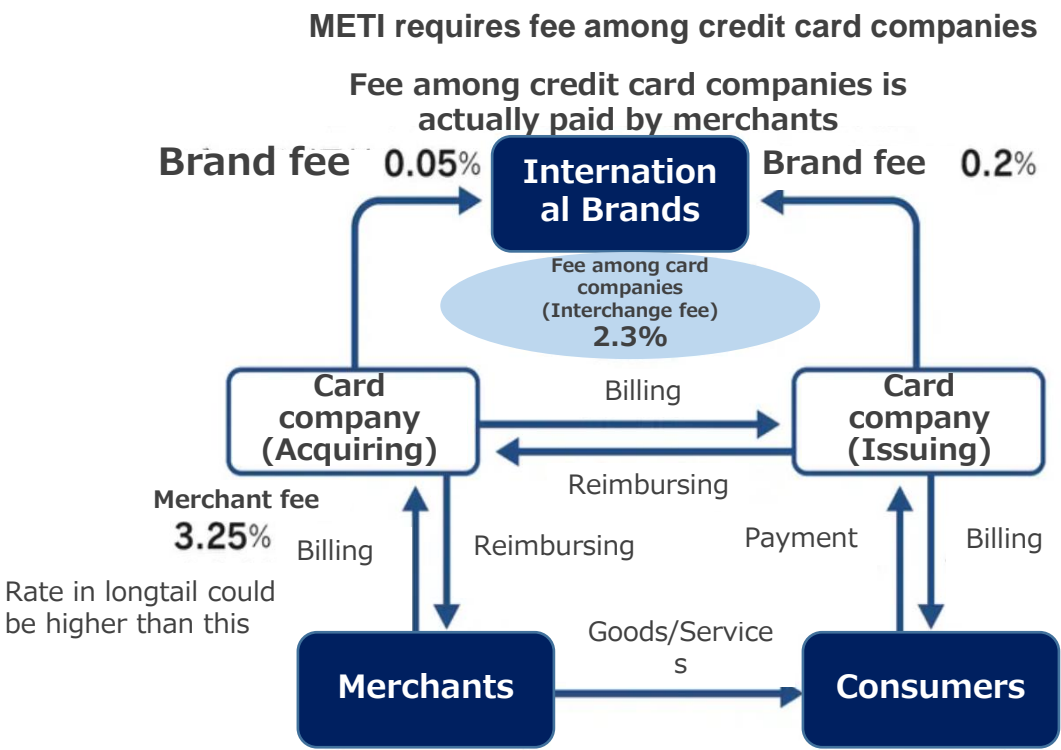 METI requires fee among credit card companies
Fee among credit card companies is
actually paid by merchants
Brand fee 0.05%
Internation
al Brands
Brand fee 0.2%
Fee among card
companies
(Interchange fee)
2.3%
Card
company
(Acquiring)
Billing
Card
company
(Issuing)
Reimbursing
Merchant fee
3.25%
Billing
Reimbursing
Payment
Billing
Rate in longtail could
be higher than this
Goods/Service
s
Merchants
Consumers